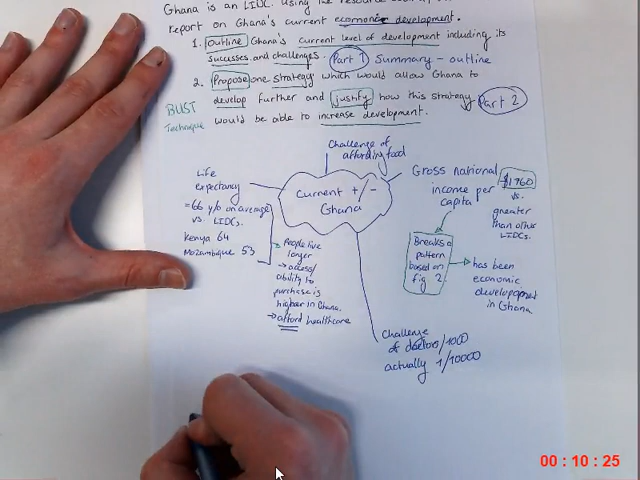 Ghana is an LIDC. Using the resource
Report on Ghana's current economic development.
1. Outline Ghana's current level of development including its
successes and challenges. Part 1 Summary - outline
2. Propose one strategy which would allow Ghana to
develop further and justify how this strategy Part 2
would be able to increase development.
BUST
Technique
Challenge of
affording food
Life
expectancy
=66 y/o on average
vs. LIDCs.
Kenya 64
Mozambique 53
Current +/-
Ghana
Gross national
income per
capita
$1760
vs.
greater
than other
LIDCs.
People live
longer
→ access/
ability to
purchase is
higher in Ghana.
→ afford healthcare
Breaks a
pattern
based on
fig 2.
has been
economic
development
in Ghana
Challenge
of /1000
actually 1/10000
00 : 10 : 25